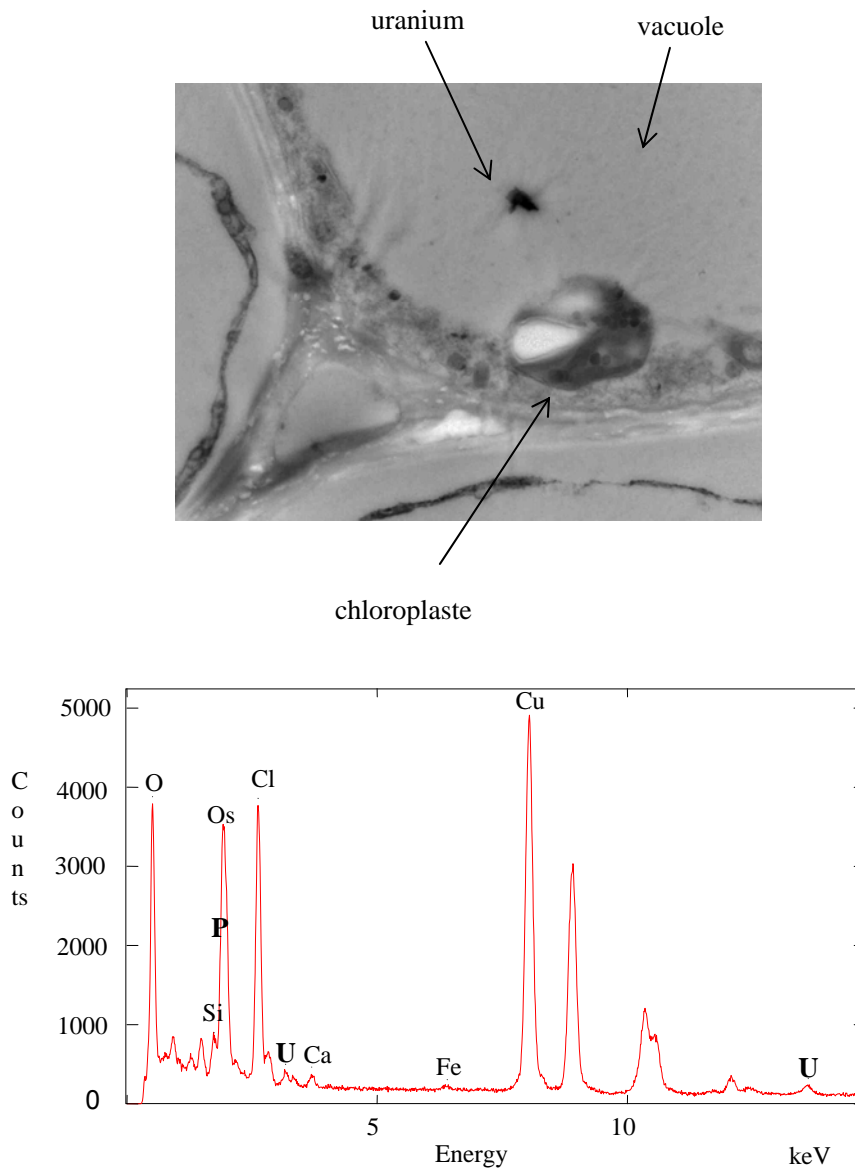 uranium vacuole
chloroplaste
5000
4000
3000
2000
1000
0
C
o
u
n
ts
O
Os
P
Si
Cl
U
Ca
Fe
Cu
U
5 10
Energy keV